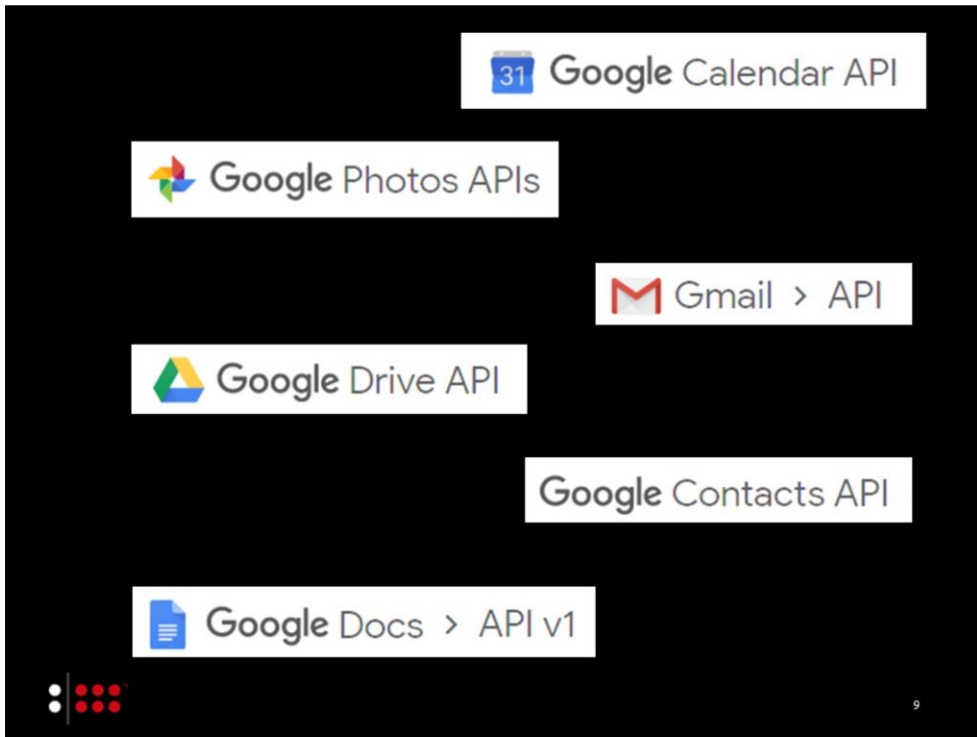 31 Google Calendar API
Google Photos APIs
Gmail > API
Google Drive API
Google Contacts API
Google Docs > API v1
9